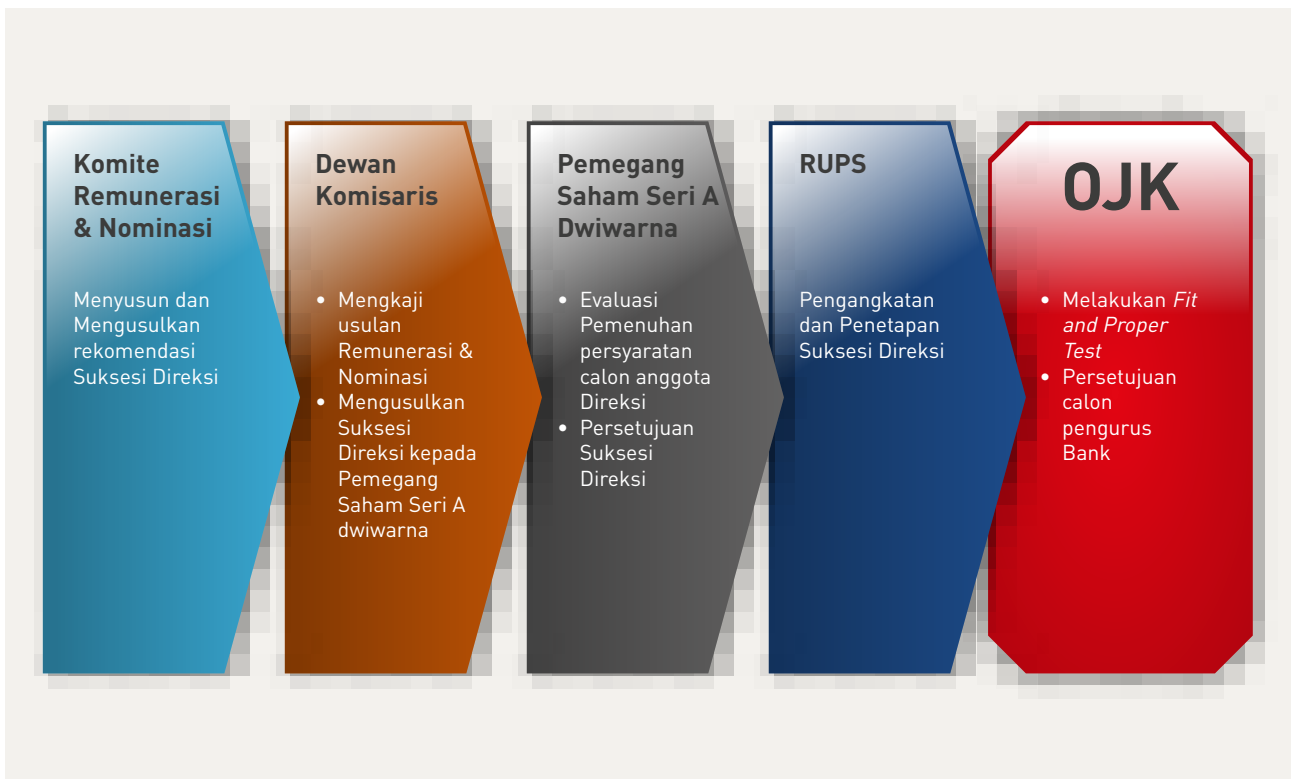 Komite
Remunerasi
& Nominasi
Menyusun dan
Mengusulkan
rekomendasi
Suksesi Direksi
Dewan
Komisaris
• Mengkaji
usulan
Remunerasi &
Nominasi
• Mengusulkan
Suksesi
Direksi kepada
Pemegang
Saham Seri A
dwiwarna
Pemegang
Saham Seri A
Dwiwarna
• Evaluasi
Pemenuhan
persyaratan
calon anggota
Direksi
• Persetujuan
Suksesi
Direksi
RUPS
Pengangkatan
dan Penetapan
Suksesi Direksi
OJK
• Melakukan Fit
and Proper
Test
• Persetujuan
calon
pengurus
Bank